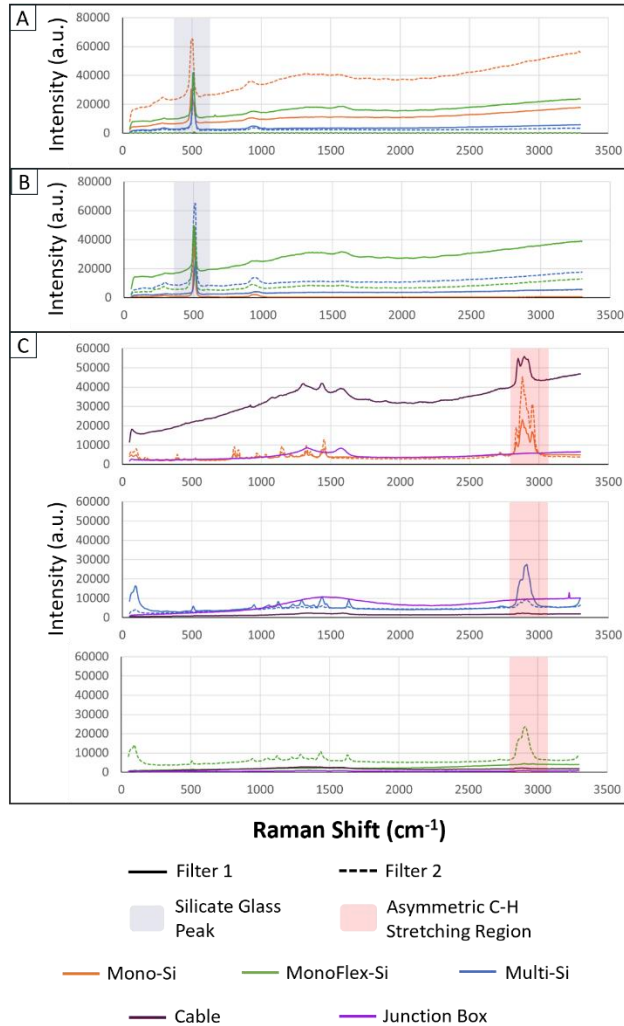 A
Intensity (a.u.)
80000
60000
40000
20000
0
0 500 1000 1500 2000 2500 3000 3500
B
Intensity (a.u.)
80000
60000
40000
20000
0
0 500 1000 1500 2000 2500 3000 3500
C
Intensity (a.u.)
60000
50000
40000
30000
20000
10000
0
0 500 1000 1500 2000 2500 3000 3500
Intensity (a.u.)
60000
50000
40000
30000
20000
10000
0
0 500 1000 1500 2000 2500 3000 3500
60000
50000
40000
30000
20000
10000
0
0 500 1000 1500 2000 2500 3000 3500
Raman Shift (cm⁻¹)
Filter 1 Filter 2
Silicate Glass Asymmetric C-H
Peak Stretching Region
Mono-Si MonoFlex-Si Multi-Si
Cable Junction Box